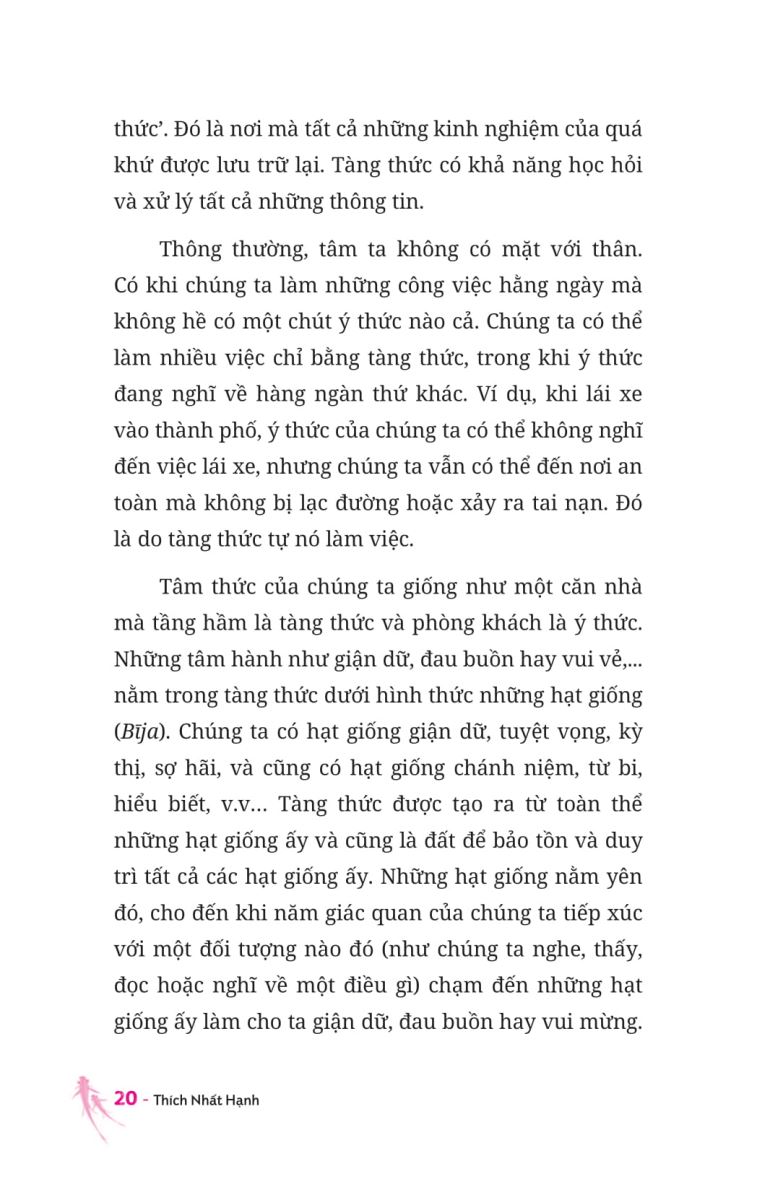 thức’. Đó là nơi mà tất cả những kinh nghiệm của quá
khứ được lưu trữ lại. Tàng thức có khả năng học hỏi
và xử lý tất cả những thông tin.
Thông thường, tâm ta không có mặt với thân.
Có khi chúng ta làm những công việc hằng ngày mà
không hề có một chút ý thức nào cả. Chúng ta có thể
làm nhiều việc chỉ bằng tàng thức, trong khi ý thức
đang nghĩ về hàng ngàn thứ khác. Ví dụ, khi lái xe
vào thành phố, ý thức của chúng ta có thể không nghĩ
đến việc lái xe, nhưng chúng ta vẫn có thể đến nơi an
toàn mà không bị lạc đường hoặc xảy ra tai nạn. Đó
là do tàng thức tự nó làm việc.
Tâm thức của chúng ta giống như một căn nhà
mà tầng hầm là tàng thức và phòng khách là ý thức.
Những tâm hành như giận dữ, đau buồn hay vui vẻ,...
nằm trong tàng thức dưới hình thức những hạt giống
(Bīja). Chúng ta có hạt giống giận dữ, tuyệt vọng, kỳ
thị, sợ hãi, và cũng có hạt giống chánh niệm, từ bi,
hiểu biết, v.v… Tàng thức được tạo ra từ toàn thể
những hạt giống ấy và cũng là đất để bảo tồn và duy
trì tất cả các hạt giống ấy. Những hạt giống nằm yên
đó, cho đến khi năm giác quan của chúng ta tiếp xúc
với một đối tượng nào đó (như chúng ta nghe, thấy,
đọc hoặc nghĩ về một điều gì) chạm đến những hạt
giống ấy làm cho ta giận dữ, đau buồn hay vui mừng.
20 - Thích Nhất Hạnh